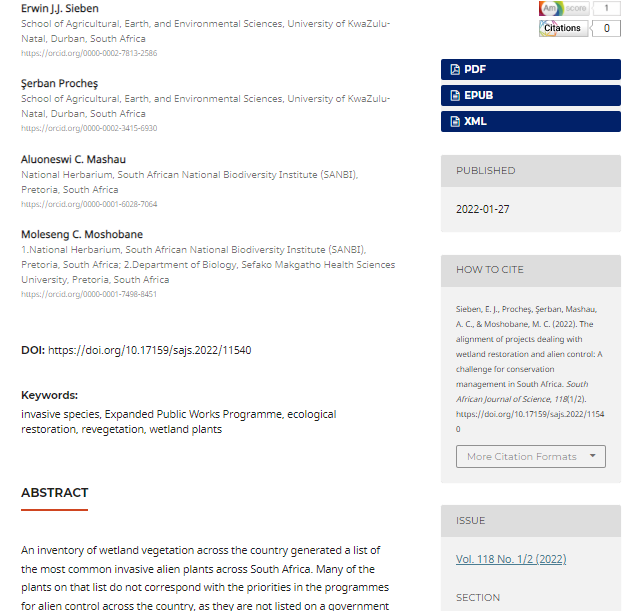 Erwin J.J. Sieben
School of Agricultural, Earth, and Environmental Sciences, University of KwaZulu-
Natal, Durban, South Africa
https://orcid.org/0000-0002-7813-2586
Şerban Procheş
School of Agricultural, Earth, and Environmental Sciences, University of KwaZulu-
Natal, Durban, South Africa
https://orcid.org/0000-0002-3415-6930
Aluoneswi C. Mashau
National Herbarium, South African National Biodiversity Institute (SANBI),
Pretoria, South Africa
https://orcid.org/0000-0001-6028-7064
Moleseng C. Moshobane
1.National Herbarium, South African National Biodiversity Institute (SANBI),
Pretoria, South Africa; 2.Department of Biology, Sefako Makgatho Health Sciences
University, Pretoria, South Africa
https://orcid.org/0000-0001-7498-8451
DOI: https://doi.org/10.17159/sajs.2022/11540
Keywords:
invasive species, Expanded Public Works Programme, ecological
restoration, revegetation, wetland plants
ABSTRACT
An inventory of wetland vegetation across the country generated a list of
the most common invasive alien plants across South Africa. Many of the
plants on that list do not correspond with the priorities in the programmes
for alien control across the country, as they are not listed on a government
Am score 1
Citations 0
PDF
EPUB
XML
PUBLISHED
2022-01-27
HOW TO CITE
Sieben, E. J., Procheş, Şerban, Mashau,
A. C., & Moshobane, M. C. (2022). The
alignment of projects dealing with
wetland restoration and alien control: A
challenge for conservation
management in South Africa. South
African Journal of Science, 118(1/2).
https://doi.org/10.17159/sajs.2022/1154
0
More Citation Formats
ISSUE
Vol. 118 No. 1/2 (2022)
SECTION